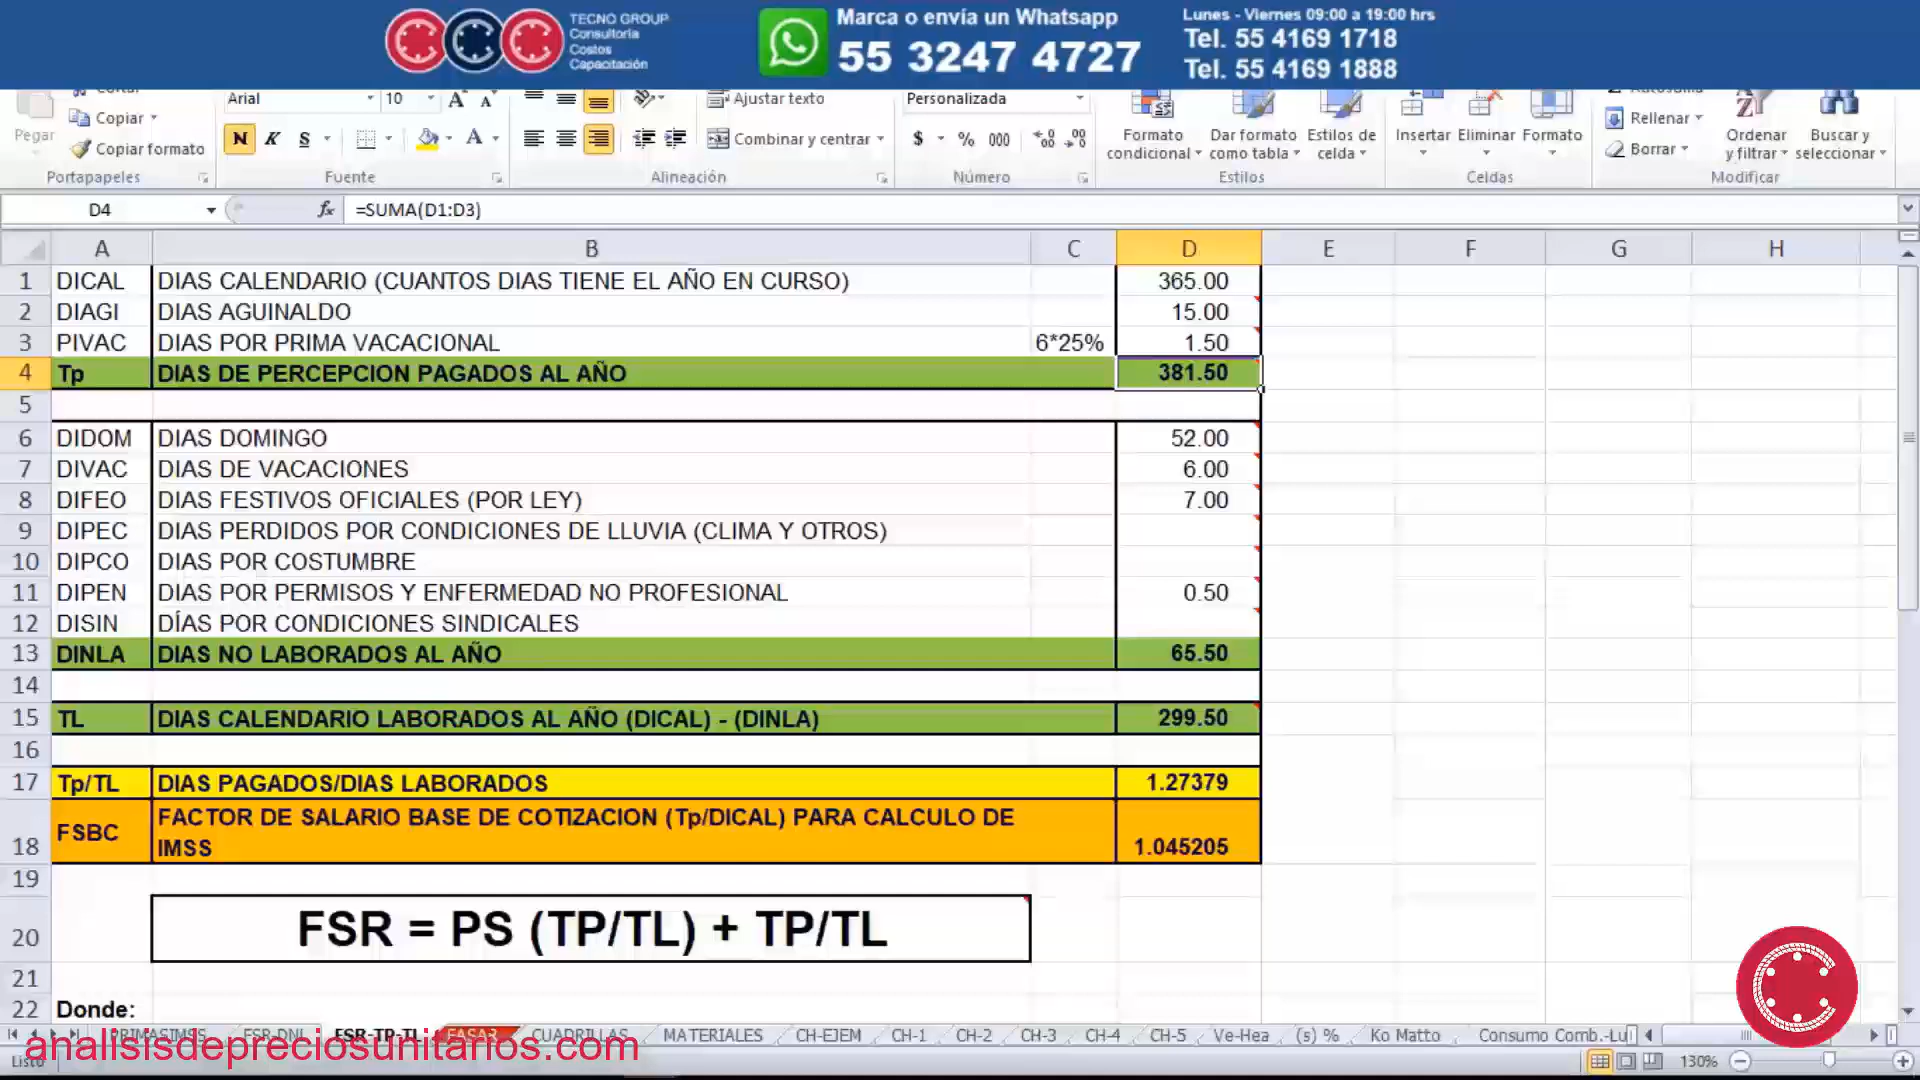 TECNO GROUP
Consultoría
Costos
Capacitación
Marca o envía un Whatsapp
55 3247 4727
Lunes - Viernes 09:00 a 19:00 hrs
Tel. 55 4169 1718
Tel. 55 4169 1888
Pegar
Copiar
Copiar formato
Portapapeles
Arial 10
N K S
Fuente
Ajustar texto
Combinar y centrar
Alineación
Personalizada
$ % 000
Número
Formato condicional
Dar formato como tabla
Estilos de celda
Estilos
Insertar Eliminar Formato
Celdas
Autosuma
Rellenar
Borrar
Ordenar y filtrar
Buscar y seleccionar
Modificar
D4 fx =SUMA(D1:D3)
A B C D E F G H
1 DICAL DIAS CALENDARIO (CUANTOS DIAS TIENE EL AÑO EN CURSO) 365.00
2 DIAGI DIAS AGUINALDO 15.00
3 PIVAC DIAS POR PRIMA VACACIONAL 6*25% 1.50
4 Tp DIAS DE PERCEPCION PAGADOS AL AÑO 381.50
5
6 DIDOM DIAS DOMINGO 52.00
7 DIVAC DIAS DE VACACIONES 6.00
8 DIFEO DIAS FESTIVOS OFICIALES (POR LEY) 7.00
9 DIPEC DIAS PERDIDOS POR CONDICIONES DE LLUVIA (CLIMA Y OTROS)
10 DIPCO DIAS POR COSTUMBRE
11 DIPEN DIAS POR PERMISOS Y ENFERMEDAD NO PROFESIONAL 0.50
12 DISIN DÍAS POR CONDICIONES SINDICALES
13 DINLA DIAS NO LABORADOS AL AÑO 65.50
14
15 TL DIAS CALENDARIO LABORADOS AL AÑO (DICAL) - (DINLA) 299.50
16
17 Tp/TL DIAS PAGADOS/DIAS LABORADOS 1.27379
18 FSBC FACTOR DE SALARIO BASE DE COTIZACION (Tp/DICAL) PARA CALCULO DE
IMSS 1.045205
19
20 FSR = PS (TP/TL) + TP/TL
21
22 Donde:
PRIMASIMSS FSR-DNL FSR-TP-TL FASAR CUADRILLAS MATERIALES CH-EJEM CH-1 CH-2 CH-3 CH-4 CH-5 Ve-Hea (s) % Ko Matto Consumo Comb.-Lu
analisisdepreciosunitarios.com
Listo 130%